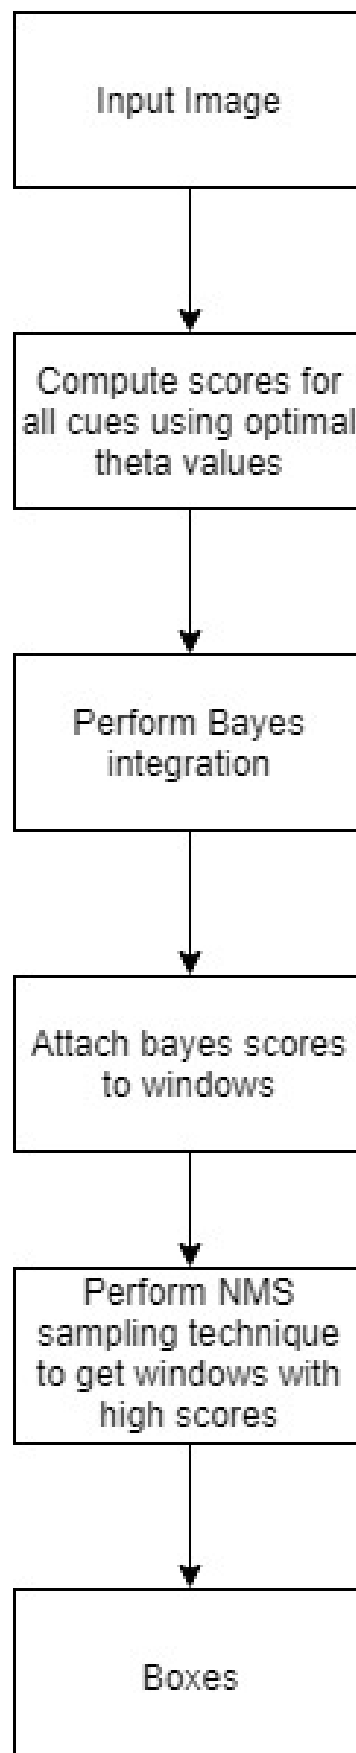 Input Image
Compute scores for
all cues using optimal
theta values
Perform Bayes
integration
Attach bayes scores
to windows
Perform NMS
sampling technique
to get windows with
high scores
Boxes